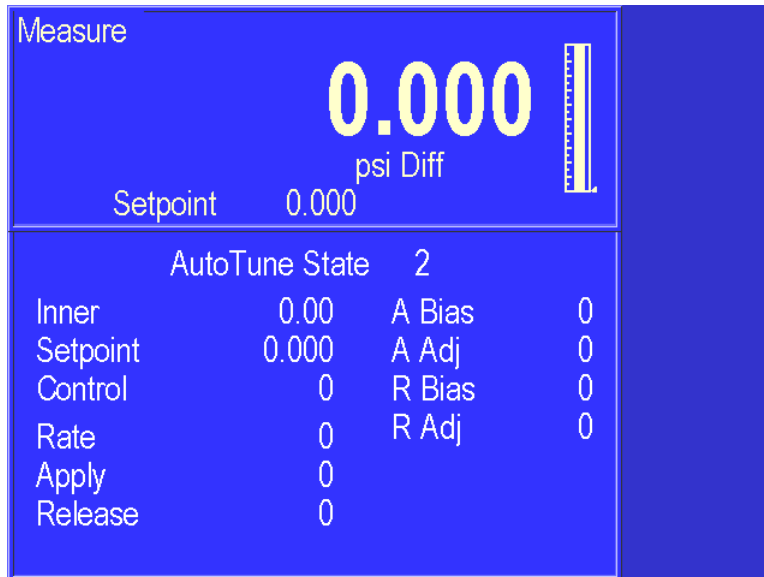 Measure
0.000
psi Diff
Setpoint 0.000
AutoTune State 2
Inner 0.00 A Bias 0
Setpoint 0.000 A Adj 0
Control 0 R Bias 0
Rate 0 R Adj 0
Apply 0
Release 0